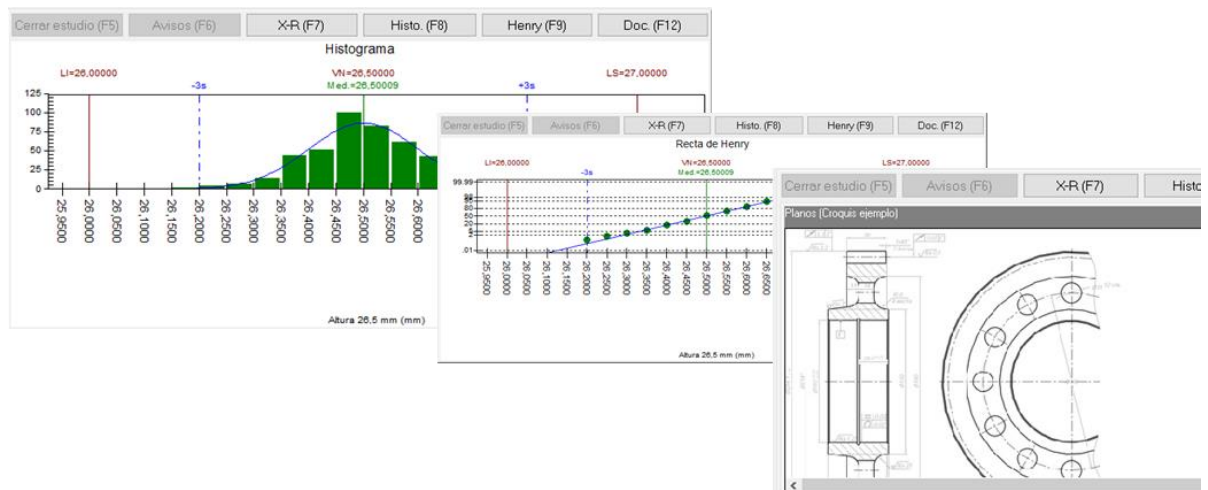 Cerrar estudio (F5) Avisos (F6) X-R (F7) Histo. (F8) Henry (F9) Doc. (F12)
Histograma
LI=26,00000 VN=26,50000 LS=27,00000
-3s Med.=26,50009 +3s
125
100
75
50
25
0
25,9500 26,0000 26,0500 26,1000 26,1500 26,2000 26,2500 26,3000 26,3500 26,4000 26,4500 26,5000 26,5500 26,6000
Altura 26,5 mm (mm)
Cerrar estudio (F5) Avisos (F6) X-R (F7) Histo. (F8) Henry (F9) Doc. (F12)
Recta de Henry
LI=26,00000 VN=26,50000 LS=27,00000
-3s Med.=26,50009
99.99
.01
25,9500 26,0000 26,0500 26,1000 26,1500 26,2000 26,2500 26,3000 26,3500 26,4000 26,4500 26,5000 26,5500 26,6000 26,6500
Altura 26,5 mm (mm)
Cerrar estudio (F5) Avisos (F6) X-R (F7) Histo
Planos (Croquis ejemplo)